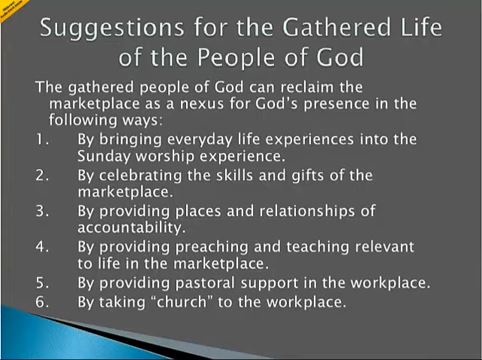 Suggestions for the Gathered Life
of the People of God
The gathered people of God can reclaim the
marketplace as a nexus for God's presence in the
following ways:
1. By bringing everyday life experiences into the
Sunday worship experience.
2. By celebrating the skills and gifts of the
marketplace.
3. By providing places and relationships of
accountability.
4. By providing preaching and teaching relevant
to life in the marketplace.
5. By providing pastoral support in the workplace.
6. By taking “church” to the workplace.